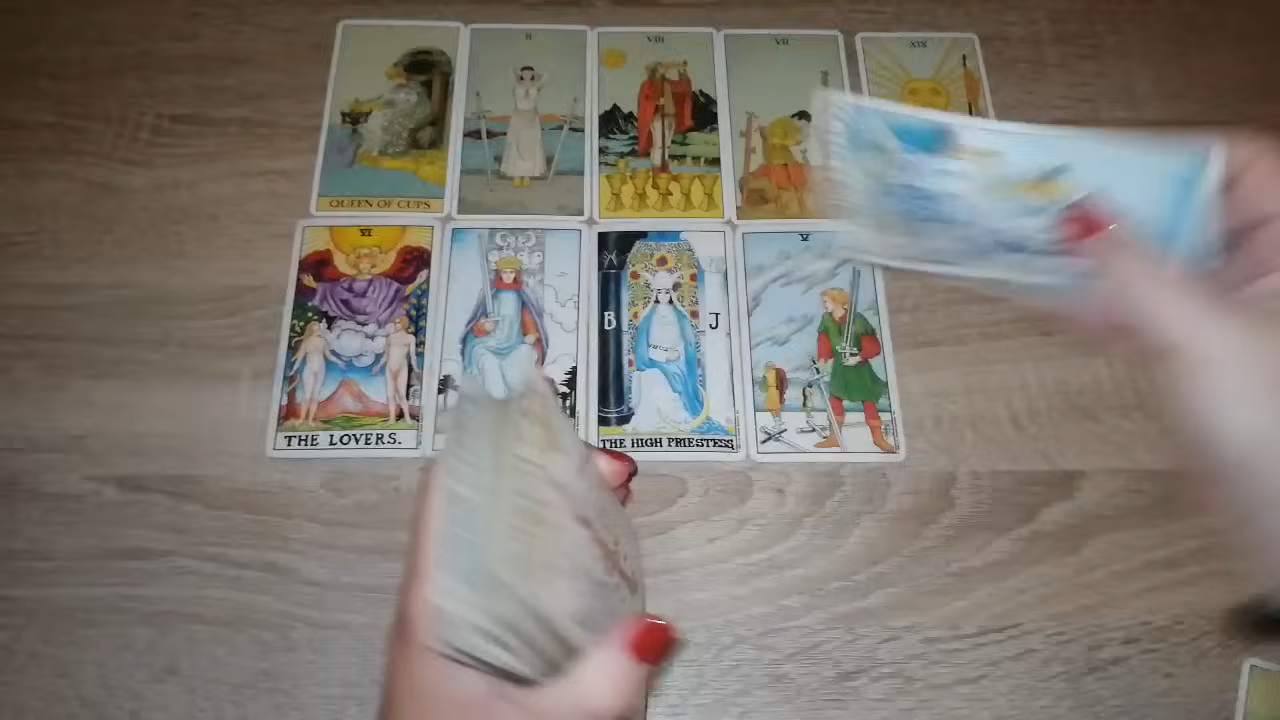 QUEEN OF CUPS
II
VIII
VII
XIX
VI
THE LOVERS.
B J
THE HIGH PRIESTESS
V